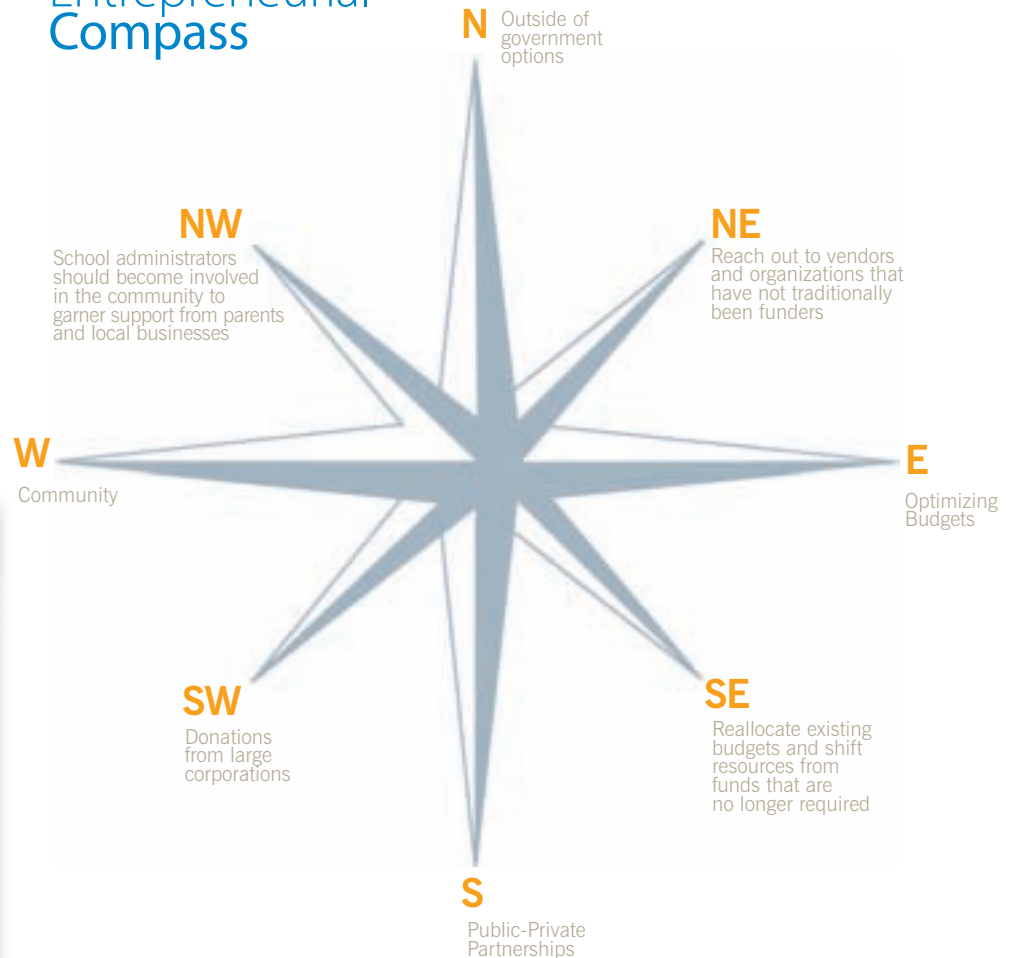 Entrepreneurial
Compass
N
Outside of
government
options
NW
School administrators
should become involved
in the community to
garner support from parents
and local businesses
NE
Reach out to vendors
and organizations that
have not traditionally
been funders
W
Community
E
Optimizing
Budgets
SW
Donations
from large
corporations
SE
Reallocate existing
budgets and shift
resources from
funds that are
no longer required
S
Public-Private
Partnerships